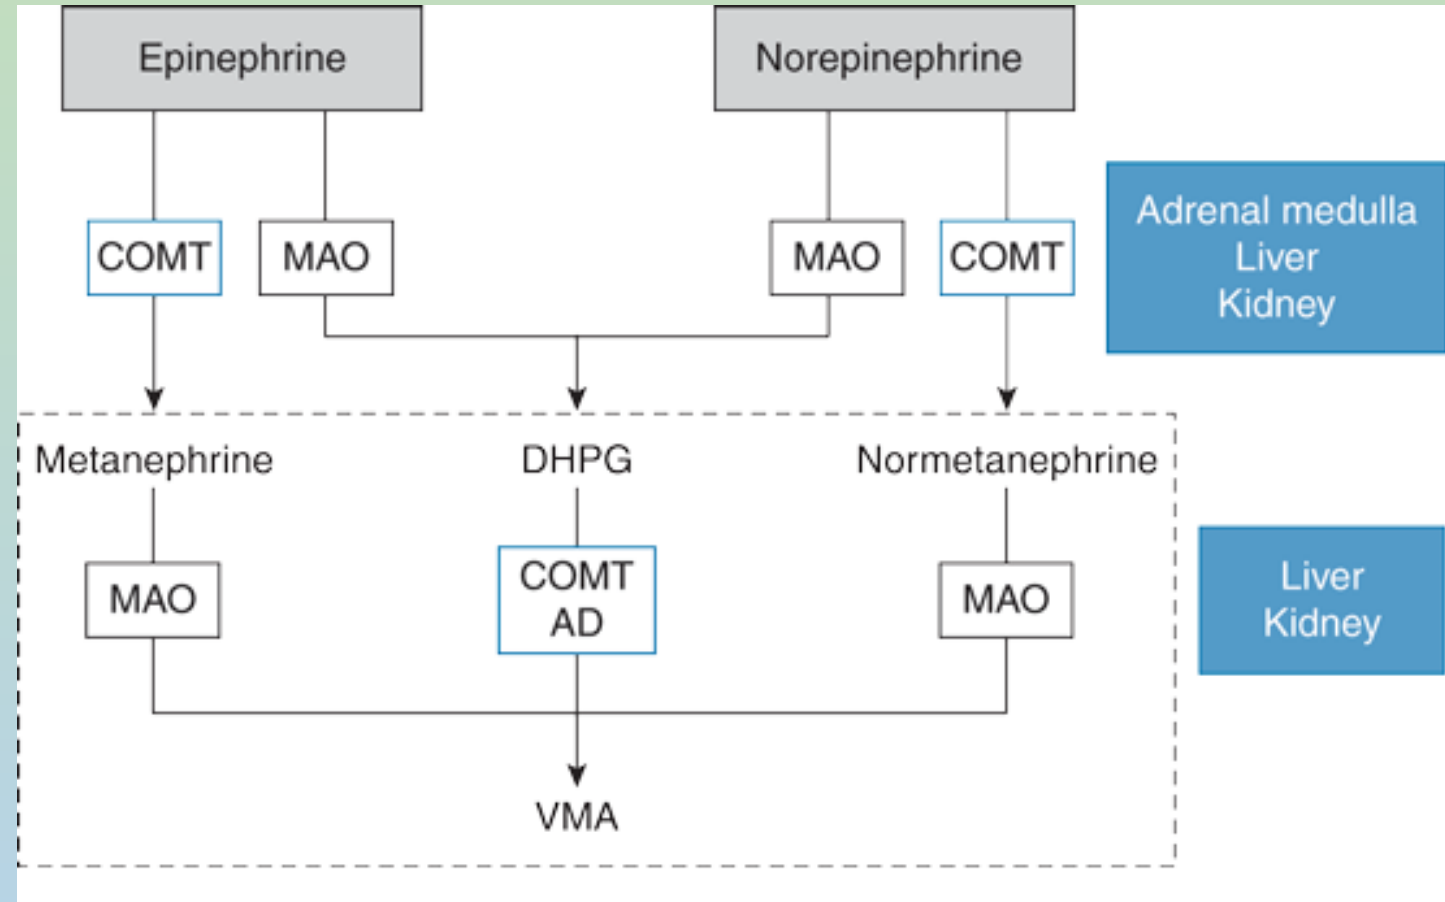 Epinephrine
Norepinephrine
COMT
MAO
MAO
COMT
Adrenal medulla
Liver
Kidney
Metanephrine
DHPG
Normetanephrine
MAO
COMT
AD
MAO
Liver
Kidney
VMA